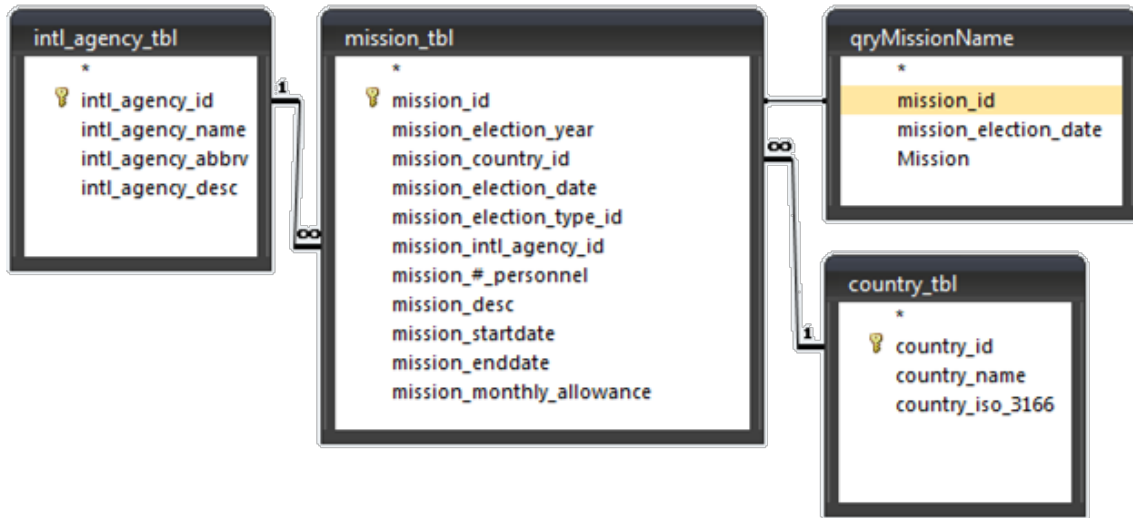 intl_agency_tbl
*
intl_agency_id
intl_agency_name
intl_agency_abbrv
intl_agency_desc
1
∞
mission_tbl
*
mission_id
mission_election_year
mission_country_id
mission_election_date
mission_election_type_id
mission_intl_agency_id
mission_#_personnel
mission_desc
mission_startdate
mission_enddate
mission_monthly_allowance
∞
1
qryMissionName
*
mission_id
mission_election_date
Mission
country_tbl
*
country_id
country_name
country_iso_3166